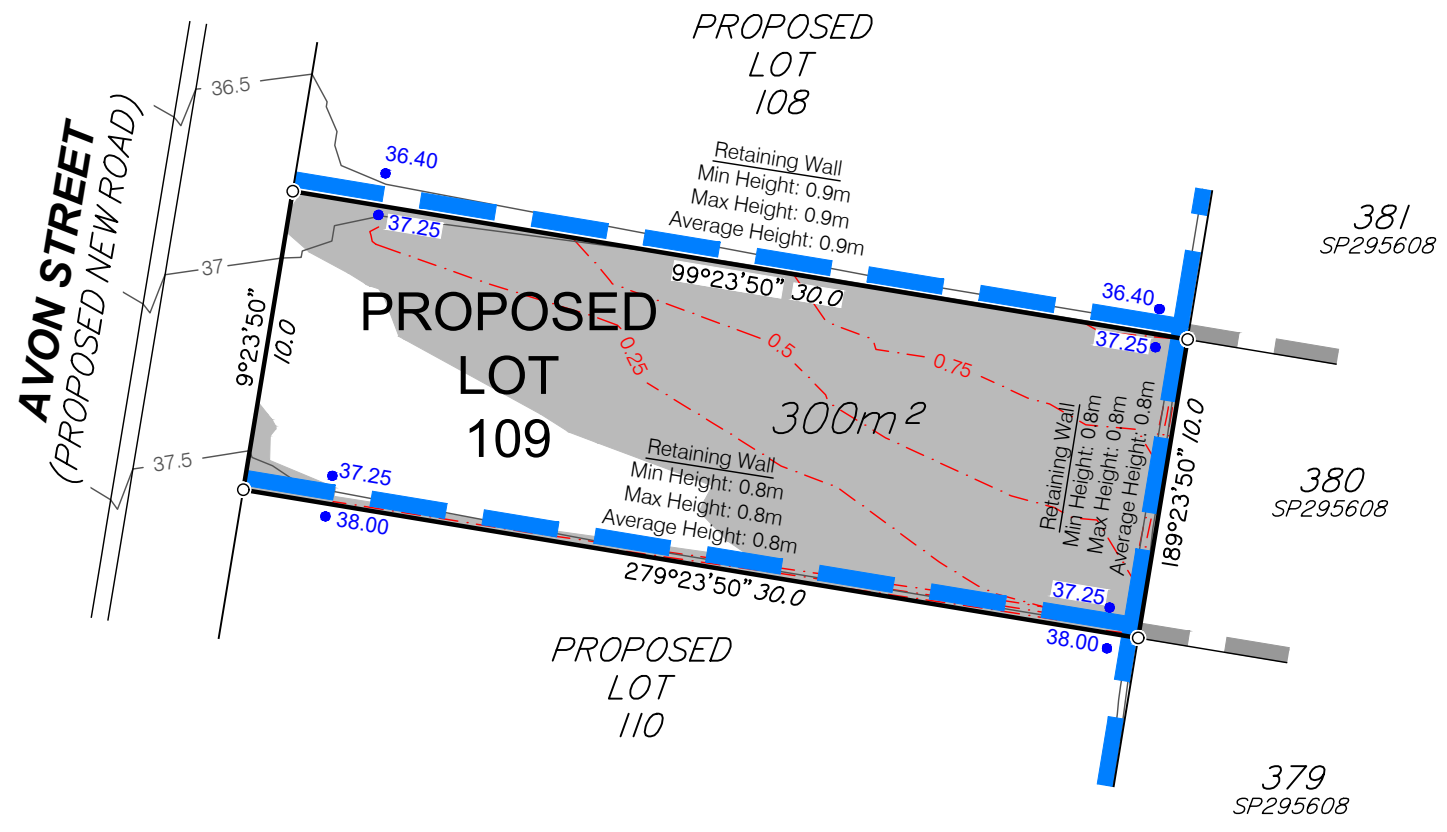 PROPOSED
LOT
108
36.5
AVON STREET
(PROPOSED NEW ROAD)
36.40
Retaining Wall
Min Height: 0.9m
Max Height: 0.9m
Average Height: 0.9m
381
SP295608
37.25
37
99°23'50" 30.0
36.40
37.25
PROPOSED
LOT
109
9°23'50"
10.0
0.25
0.5
0.75
300m²
Retaining Wall
Min Height: 0.8m
Max Height: 0.8m
Average Height: 0.8m
189°23'50" 10.0
37.5
37.25
38.00
Retaining Wall
Min Height: 0.8m
Max Height: 0.8m
Average Height: 0.8m
380
SP295608
279°23'50" 30.0
37.25
38.00
PROPOSED
LOT
110
379
SP295608